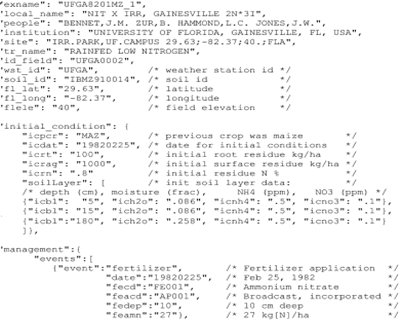 "exname": "UFGA8201MZ_1",
"local_name": "NIT X IRR, GAINESVILLE 2N*3I",
"people": "BENNET,J.M. ZUR,B. HAMMOND,L.C. JONES,J.W.",
"institution": "UNIVERSITY OF FLORIDA, GAINESVILLE, FL, USA",
"site": "IRR.PARK,UF.CAMPUS 29.63;-82.37;40.;FLA",
"tr_name": "RAINFED LOW NITROGEN",
"id_field": "UFGA0002",
"wst_id": "UFGA", /* weather station id */
"soil_id": "IBMZ910014", /* soil id */
"fl_lat": "29.63", /* latitude */
"fl_long": "-82.37", /* longitude */
"flele": "40", /* field elevation */
"initial_condition": {
"icpcr": "MAZ", /* previous crop was maize */
"icdat": "19820225", /* date for initial conditions */
"icrt": "100", /* initial root residue kg/ha */
"icrag": "1000", /* initial surface residue kg/ha */
"icrn": ".8", /* initial residue N % */
"soillayer": [ /* init soil layer data: */
/* depth (cm), moisture (frac), NH4 (ppm), NO3 (ppm) */
{"icbl": "5", "ich2o": ".086", "icnh4": ".5", "icno3": ".1"},
{"icbl": "15", "ich2o": ".086", "icnh4": ".5", "icno3": ".1"},
{"icbl":"180", "ich2o": ".258", "icnh4": ".5", "icno3": ".1"}
]},
"management":{
"events":[
{"event":"fertilizer", /* Fertilizer application */
"date":"19820225", /* Feb 25, 1982 */
"fecd":"FE001", /* Ammonium nitrate */
"feacd":"AP001", /* Broadcast, incorporated */
"fedep":"10", /* 10 cm deep */
"feamn":"27"}, /* 27 kg[N]/ha */